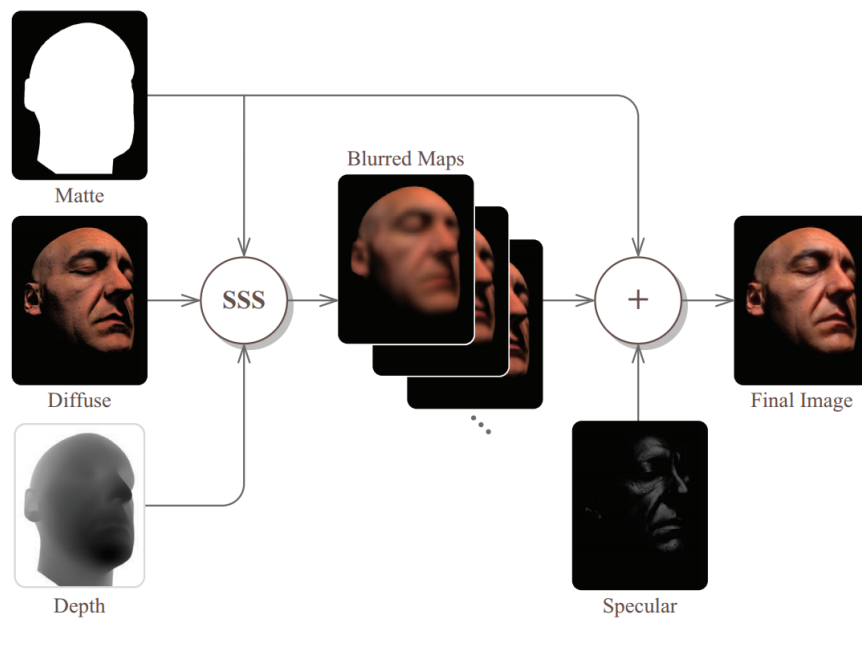 Matte
Blurred Maps
Diffuse
SSS
+
Final Image
Depth
Specular